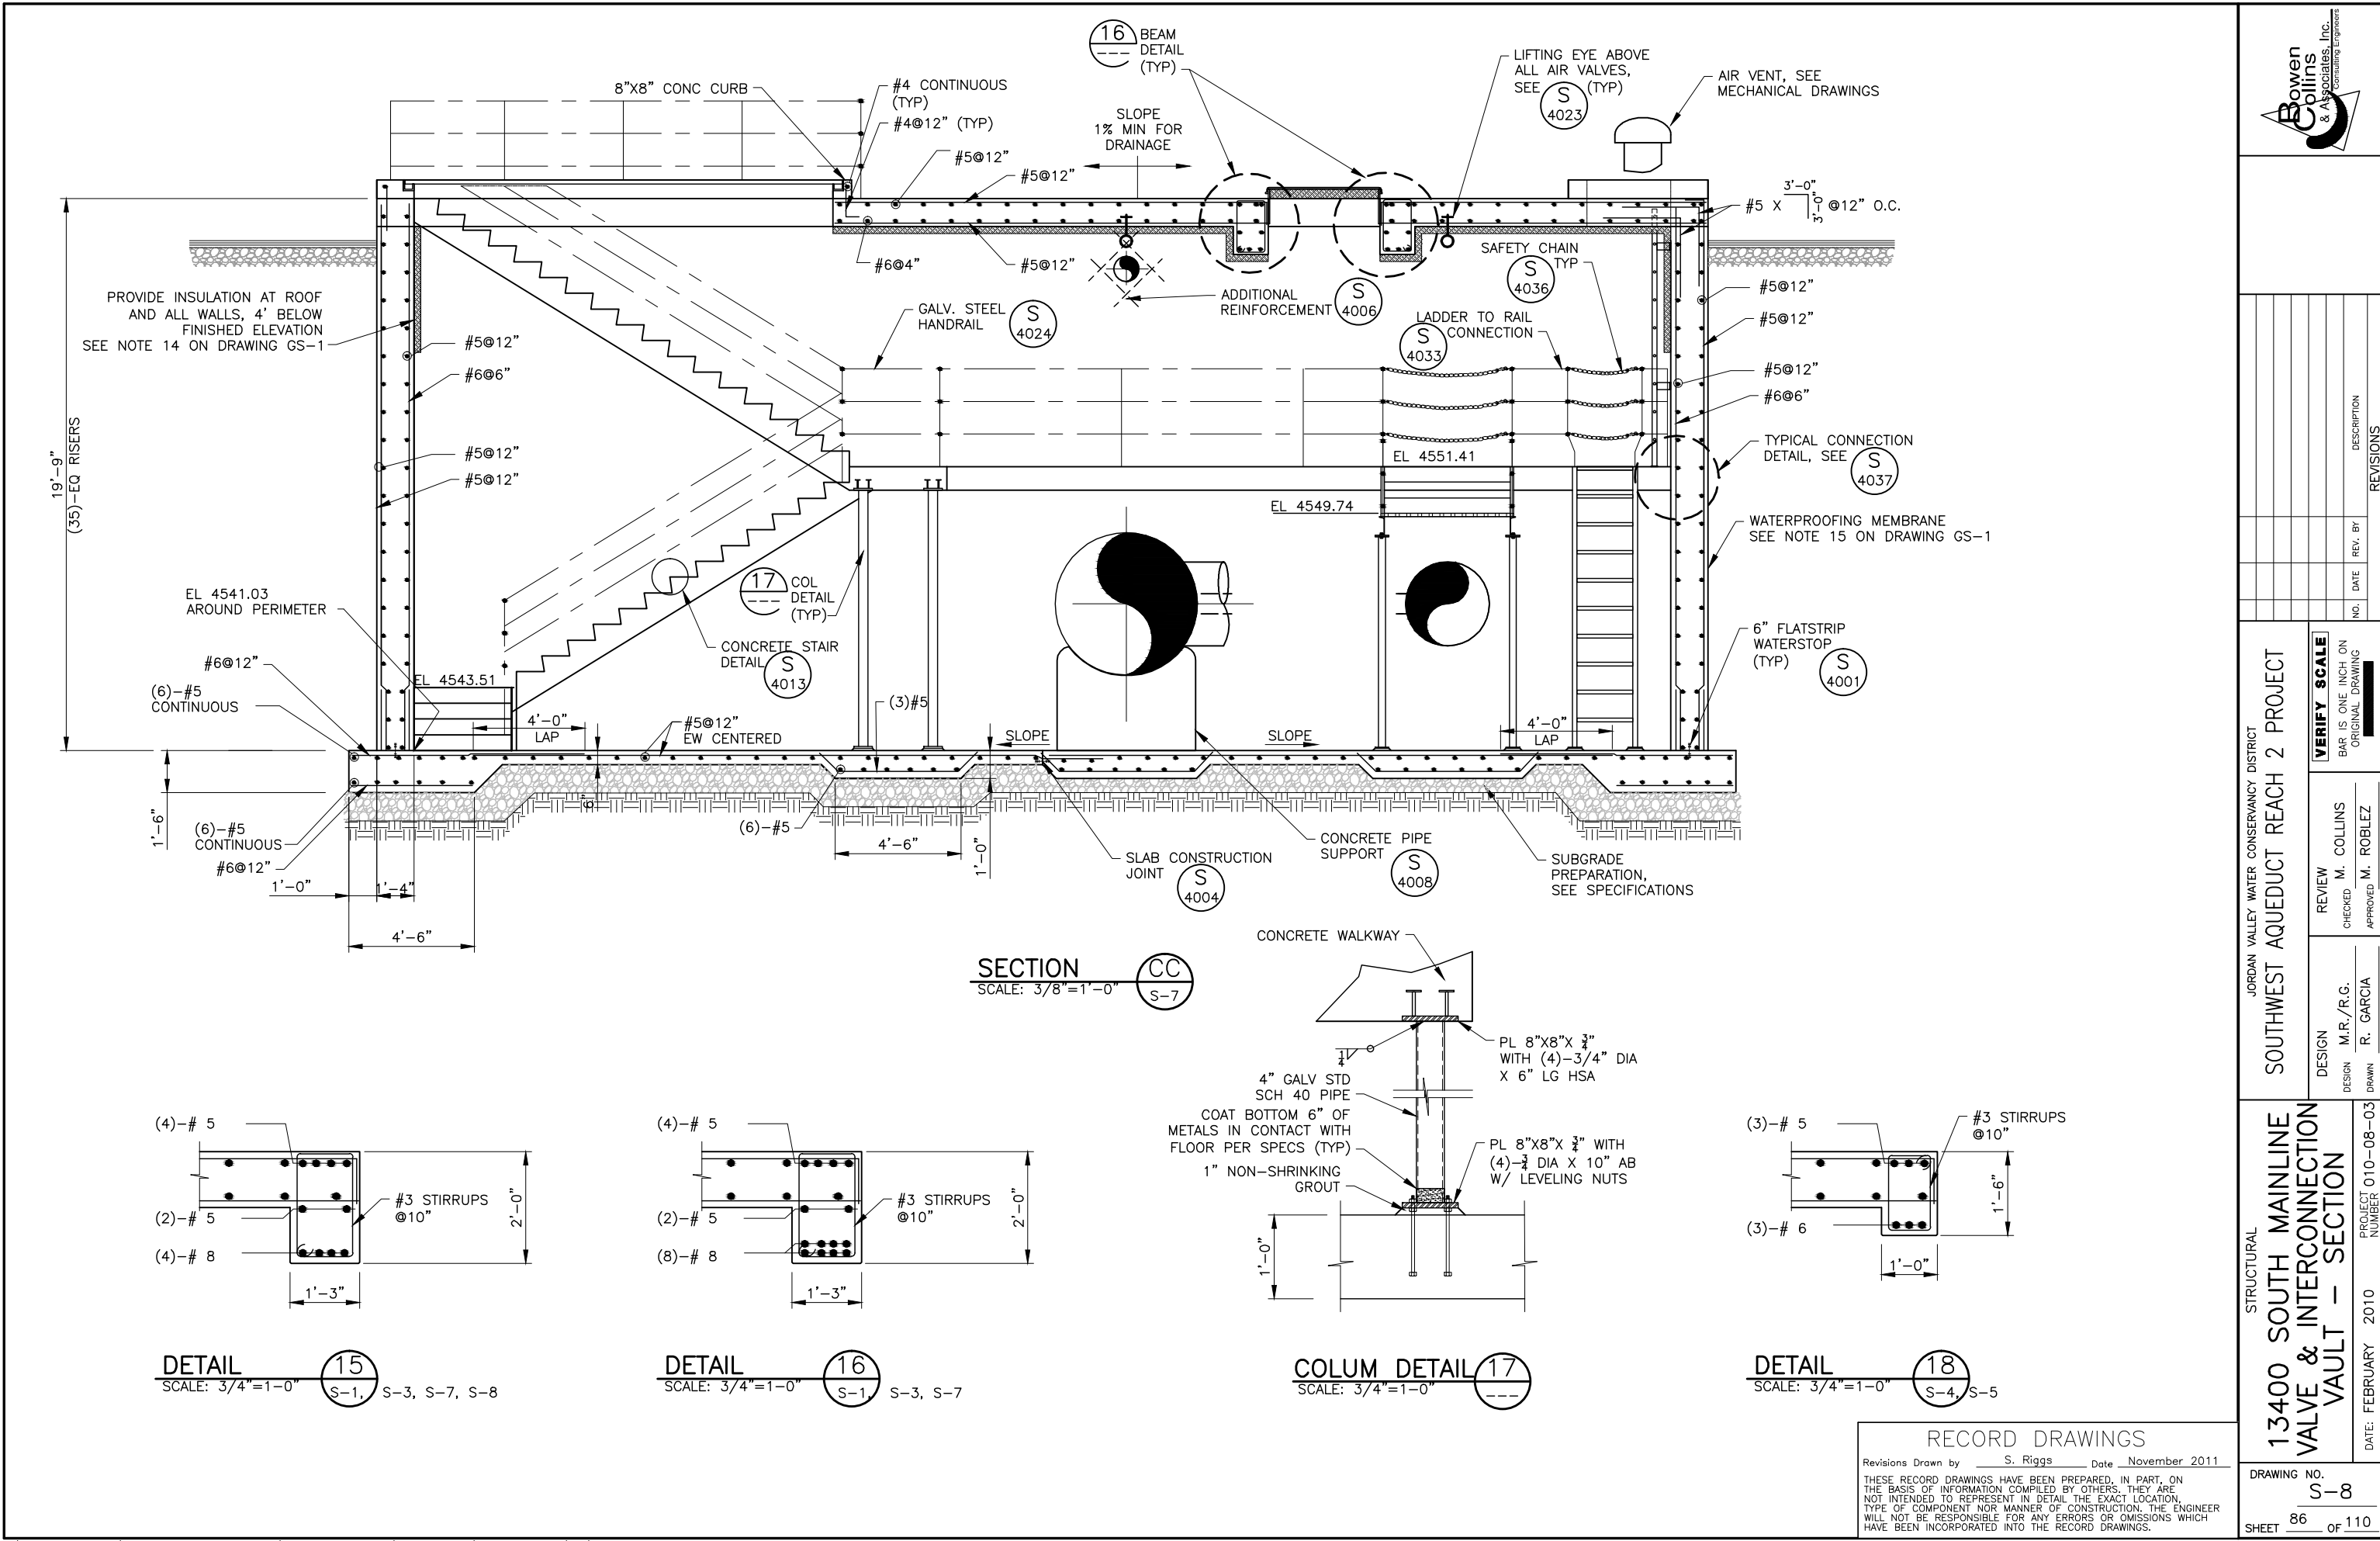 16
BEAM
DETAIL
(TYP)
LIFTING EYE ABOVE
ALL AIR VALVES,
SEE S 4023 (TYP)
AIR VENT, SEE
MECHANICAL DRAWINGS
8"X8" CONC CURB
#4 CONTINUOUS
(TYP)
#4@12" (TYP)
#5@12"
#5@12"
SLOPE
1% MIN FOR
DRAINAGE
3'-0"
#5 X 3'-0" @12" O.C.
#6@4"
#5@12"
SAFETY CHAIN
S 4036 TYP
ADDITIONAL
REINFORCEMENT S 4006
GALV. STEEL
HANDRAIL S 4024
LADDER TO RAIL
CONNECTION
S 4033
PROVIDE INSULATION AT ROOF
AND ALL WALLS, 4' BELOW
FINISHED ELEVATION
SEE NOTE 14 ON DRAWING GS-1
#5@12"
#6@6"
#5@12"
#5@12"
19'-9"
(35)-EQ RISERS
#5@12"
#5@12"
#5@12"
#6@6"
TYPICAL CONNECTION
DETAIL, SEE S 4037
WATERPROOFING MEMBRANE
SEE NOTE 15 ON DRAWING GS-1
EL 4551.41
EL 4549.74
17
COL
DETAIL
(TYP)
CONCRETE STAIR
DETAIL S 4013
EL 4541.03
AROUND PERIMETER
EL 4543.51
#6@12"
(6)-#5
CONTINUOUS
4'-0"
LAP
#5@12"
EW CENTERED
(3)#5
SLOPE
SLOPE
4'-0"
LAP
6" FLATSTRIP
WATERSTOP
(TYP)
S 4001
1'-6"
(6)-#5
CONTINUOUS
#6@12"
1'-0"
1'-4"
4'-6"
6"
(6)-#5
4'-6"
1'-0"
SLAB CONSTRUCTION
JOINT S 4004
CONCRETE PIPE
SUPPORT S 4008
SUBGRADE
PREPARATION,
SEE SPECIFICATIONS
SECTION CC
SCALE: 3/8"=1'-0" S-7
(4)-# 5
(2)-# 5
(4)-# 8
#3 STIRRUPS
@10"
2'-0"
1'-3"
DETAIL 15
SCALE: 3/4"=1-0" S-1, S-3, S-7, S-8
(4)-# 5
(2)-# 5
(8)-# 8
#3 STIRRUPS
@10"
2'-0"
1'-3"
DETAIL 16
SCALE: 3/4"=1-0" S-1, S-3, S-7
CONCRETE WALKWAY
PL 8"X8"X 3/4"
WITH (4)-3/4" DIA
X 6" LG HSA
1/4
4" GALV STD
SCH 40 PIPE
COAT BOTTOM 6" OF
METALS IN CONTACT WITH
FLOOR PER SPECS (TYP)
1" NON-SHRINKING
GROUT
PL 8"X8"X 3/4" WITH
(4)-3/4 DIA X 10" AB
W/ LEVELING NUTS
1'-0"
COLUM DETAIL 17
SCALE: 3/4"=1-0"
(3)-# 5
(3)-# 6
#3 STIRRUPS
@10"
1'-6"
1'-0"
DETAIL 18
SCALE: 3/4"=1-0" S-4, S-5
RECORD DRAWINGS
Revisions Drawn by S. Riggs Date November 2011
THESE RECORD DRAWINGS HAVE BEEN PREPARED, IN PART, ON
THE BASIS OF INFORMATION COMPILED BY OTHERS. THEY ARE
NOT INTENDED TO REPRESENT IN DETAIL THE EXACT LOCATION,
TYPE OF COMPONENT NOR MANNER OF CONSTRUCTION. THE ENGINEER
WILL NOT BE RESPONSIBLE FOR ANY ERRORS OR OMISSIONS WHICH
HAVE BEEN INCORPORATED INTO THE RECORD DRAWINGS.
Bowen
Collins
& Associates, Inc.
Consulting Engineers
NO. DATE REV. BY DESCRIPTION
REVISIONS
VERIFY SCALE
BAR IS ONE INCH ON
ORIGINAL DRAWING
JORDAN VALLEY WATER CONSERVANCY DISTRICT
SOUTHWEST AQUEDUCT REACH 2 PROJECT
REVIEW
CHECKED M. COLLINS
APPROVED M. ROBLEZ
DESIGN
DESIGN M.R./R.G.
DRAWN R. GARCIA
STRUCTURAL
13400 SOUTH MAINLINE
VALVE & INTERCONNECTION
VAULT - SECTION
DATE: FEBRUARY 2010
PROJECT NUMBER 010-08-03
DRAWING NO.
S-8
SHEET 86 OF 110